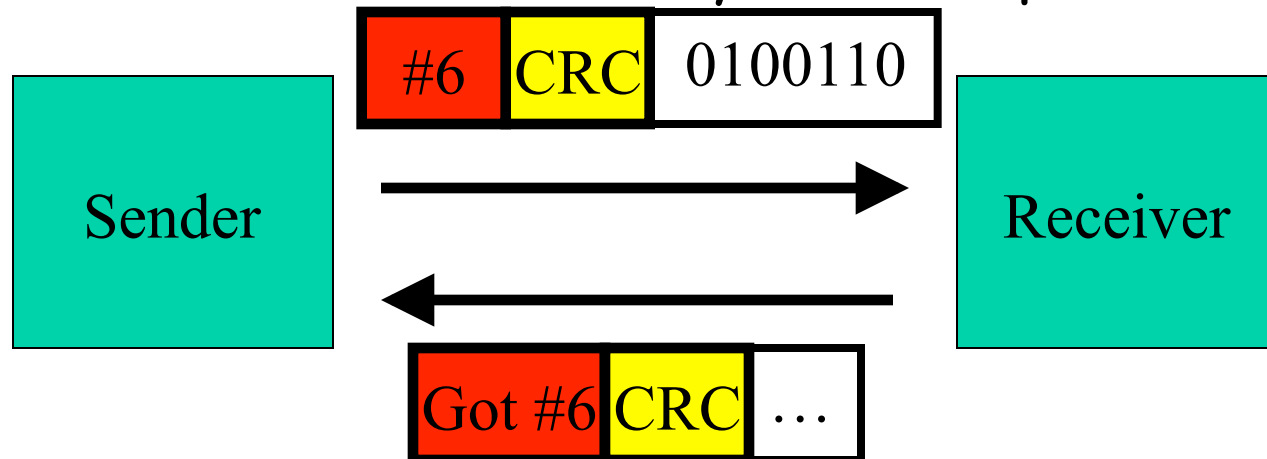 #6 CRC 0100110
Sender
Receiver
Got #6 CRC …